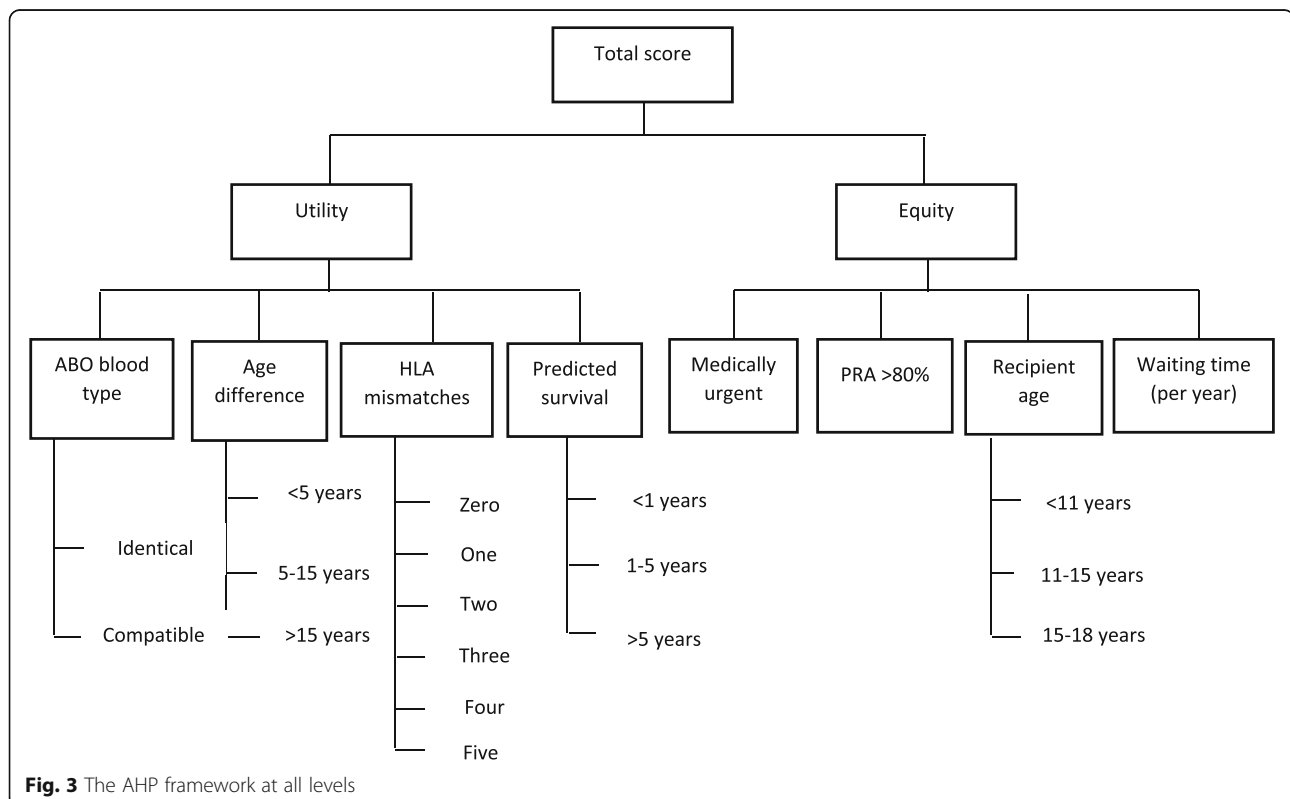 Total score
Utility
Equity
ABO blood
type
Age
difference
HLA
mismatches
Predicted
survival
Medically
urgent
PRA >80%
Recipient
age
Waiting time
(per year)
Identical
Compatible
<5 years
5-15 years
>15 years
Zero
One
Two
Three
Four
Five
<1 years
1-5 years
>5 years
<11 years
11-15 years
15-18 years
Fig. 3 The AHP framework at all levels